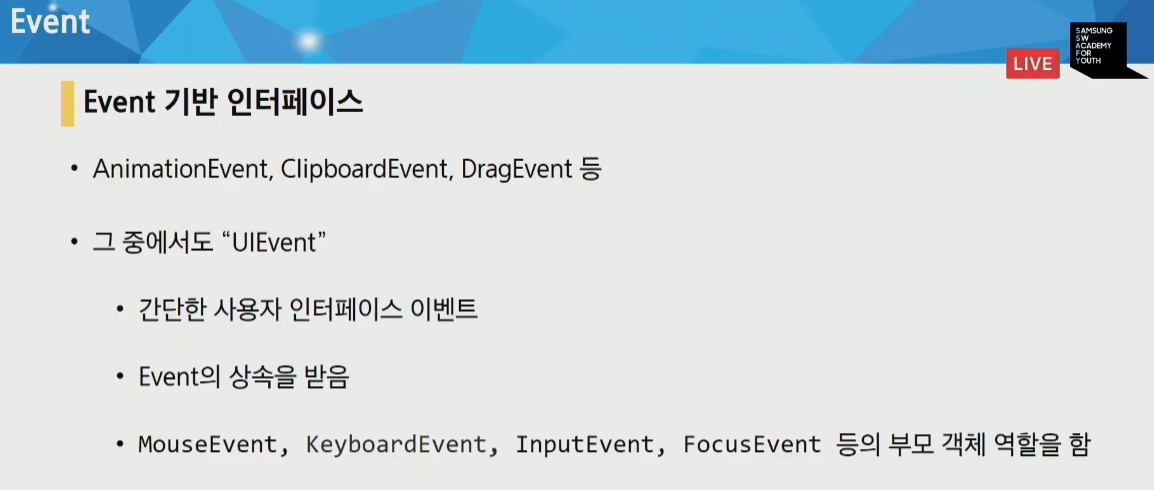 Event
LIVE
SAMSUNG
SW
ACADEMY
FOR
YOUTH
Event 기반 인터페이스
• AnimationEvent, ClipboardEvent, DragEvent 등
• 그 중에서도 “UIEvent”
• 간단한 사용자 인터페이스 이벤트
• Event의 상속을 받음
• MouseEvent, KeyboardEvent, InputEvent, FocusEvent 등의 부모 객체 역할을 함